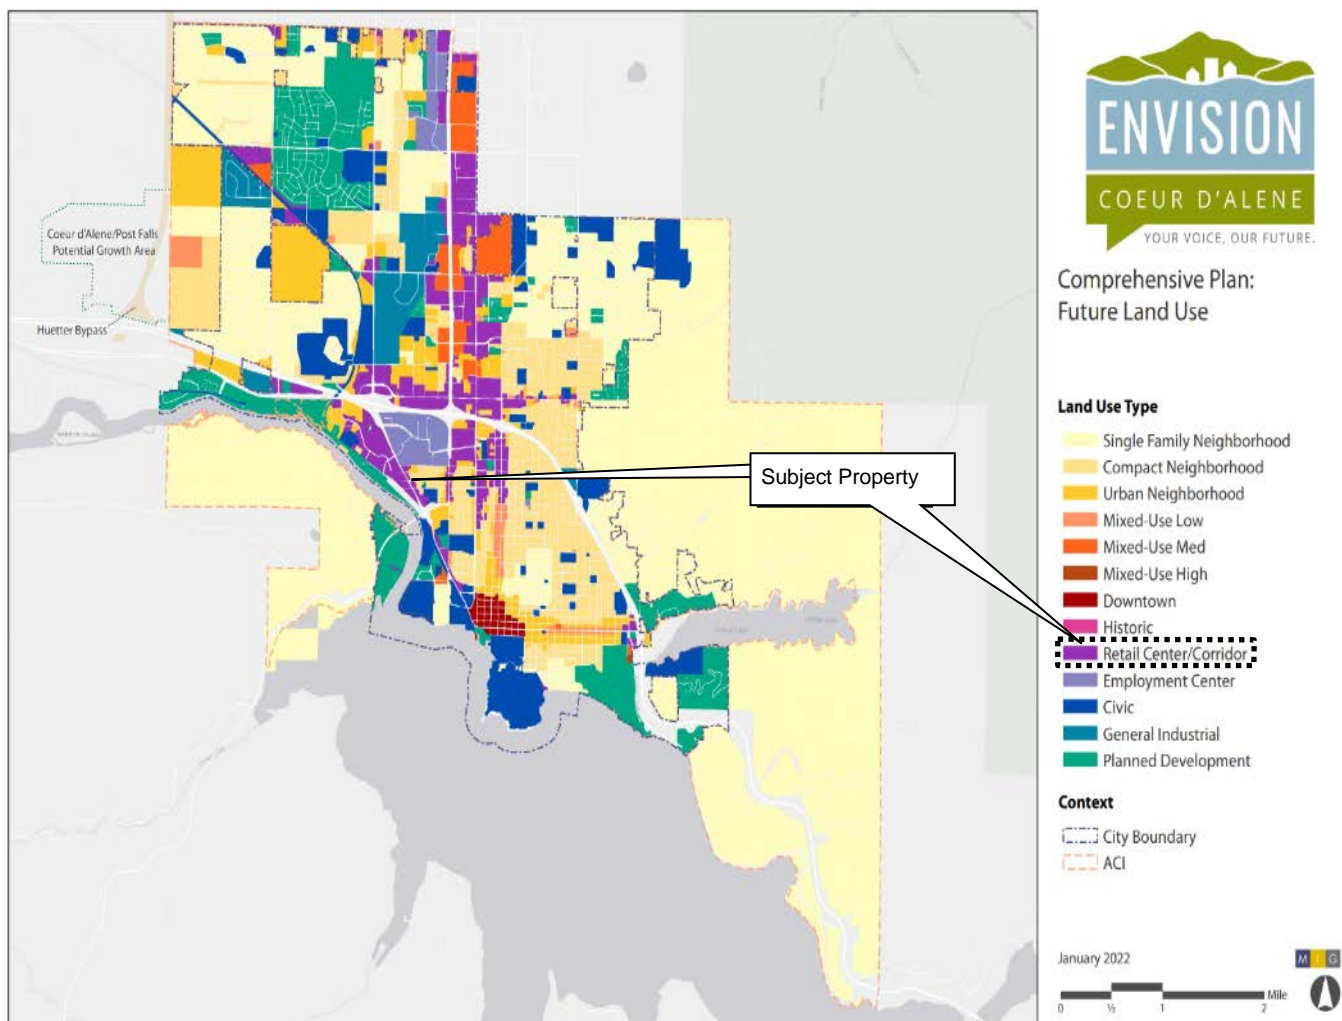 ENVISION
COEUR D'ALENE
YOUR VOICE, OUR FUTURE.
Comprehensive Plan:
Future Land Use
Coeur d'Alene/Post Falls
Potential Growth Area
Huetter Bypass
Subject Property
Land Use Type
Single Family Neighborhood
Compact Neighborhood
Urban Neighborhood
Mixed-Use Low
Mixed-Use Med
Mixed-Use High
Downtown
Historic
Retail Center/Corridor
Employment Center
Civic
General Industrial
Planned Development
Context
City Boundary
ACI
January 2022
M I G
Mile
0 ½ 1 2